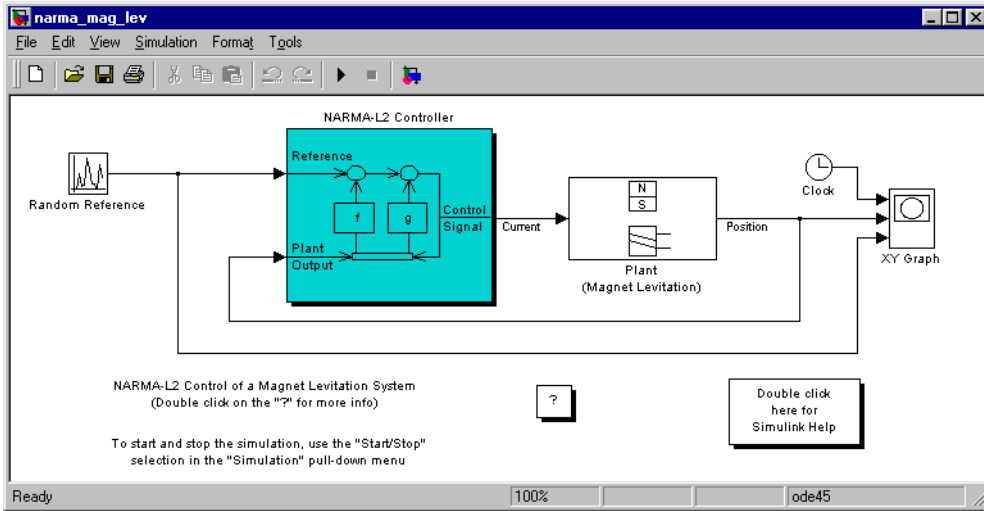 narma_mag_lev
File Edit View Simulation Format Tools
NARMA-L2 Controller
Reference
Random Reference
f
g
Control
Signal
Plant
Output
Current
N
S
Plant
(Magnet Levitation)
Position
Clock
XY Graph
NARMA-L2 Control of a Magnet Levitation System
(Double click on the "?" for more info)
?
Double click
here for
Simulink Help
To start and stop the simulation, use the "Start/Stop"
selection in the "Simulation" pull-down menu
Ready 100% ode45